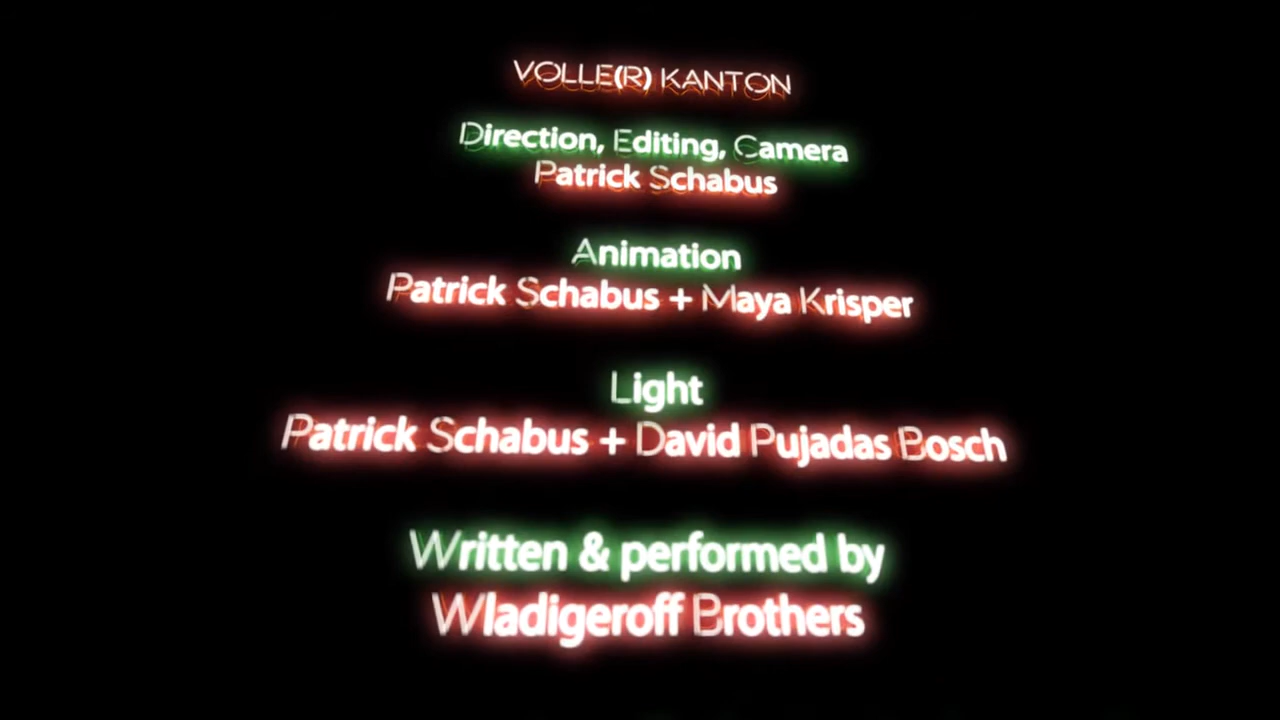 VOLLE(R) KANTON
Direction, Editing, Camera
Patrick Schabus
Animation
Patrick Schabus + Maya Krisper
Light
Patrick Schabus + David Pujadas Bosch
Written & performed by
Wladigeroff Brothers